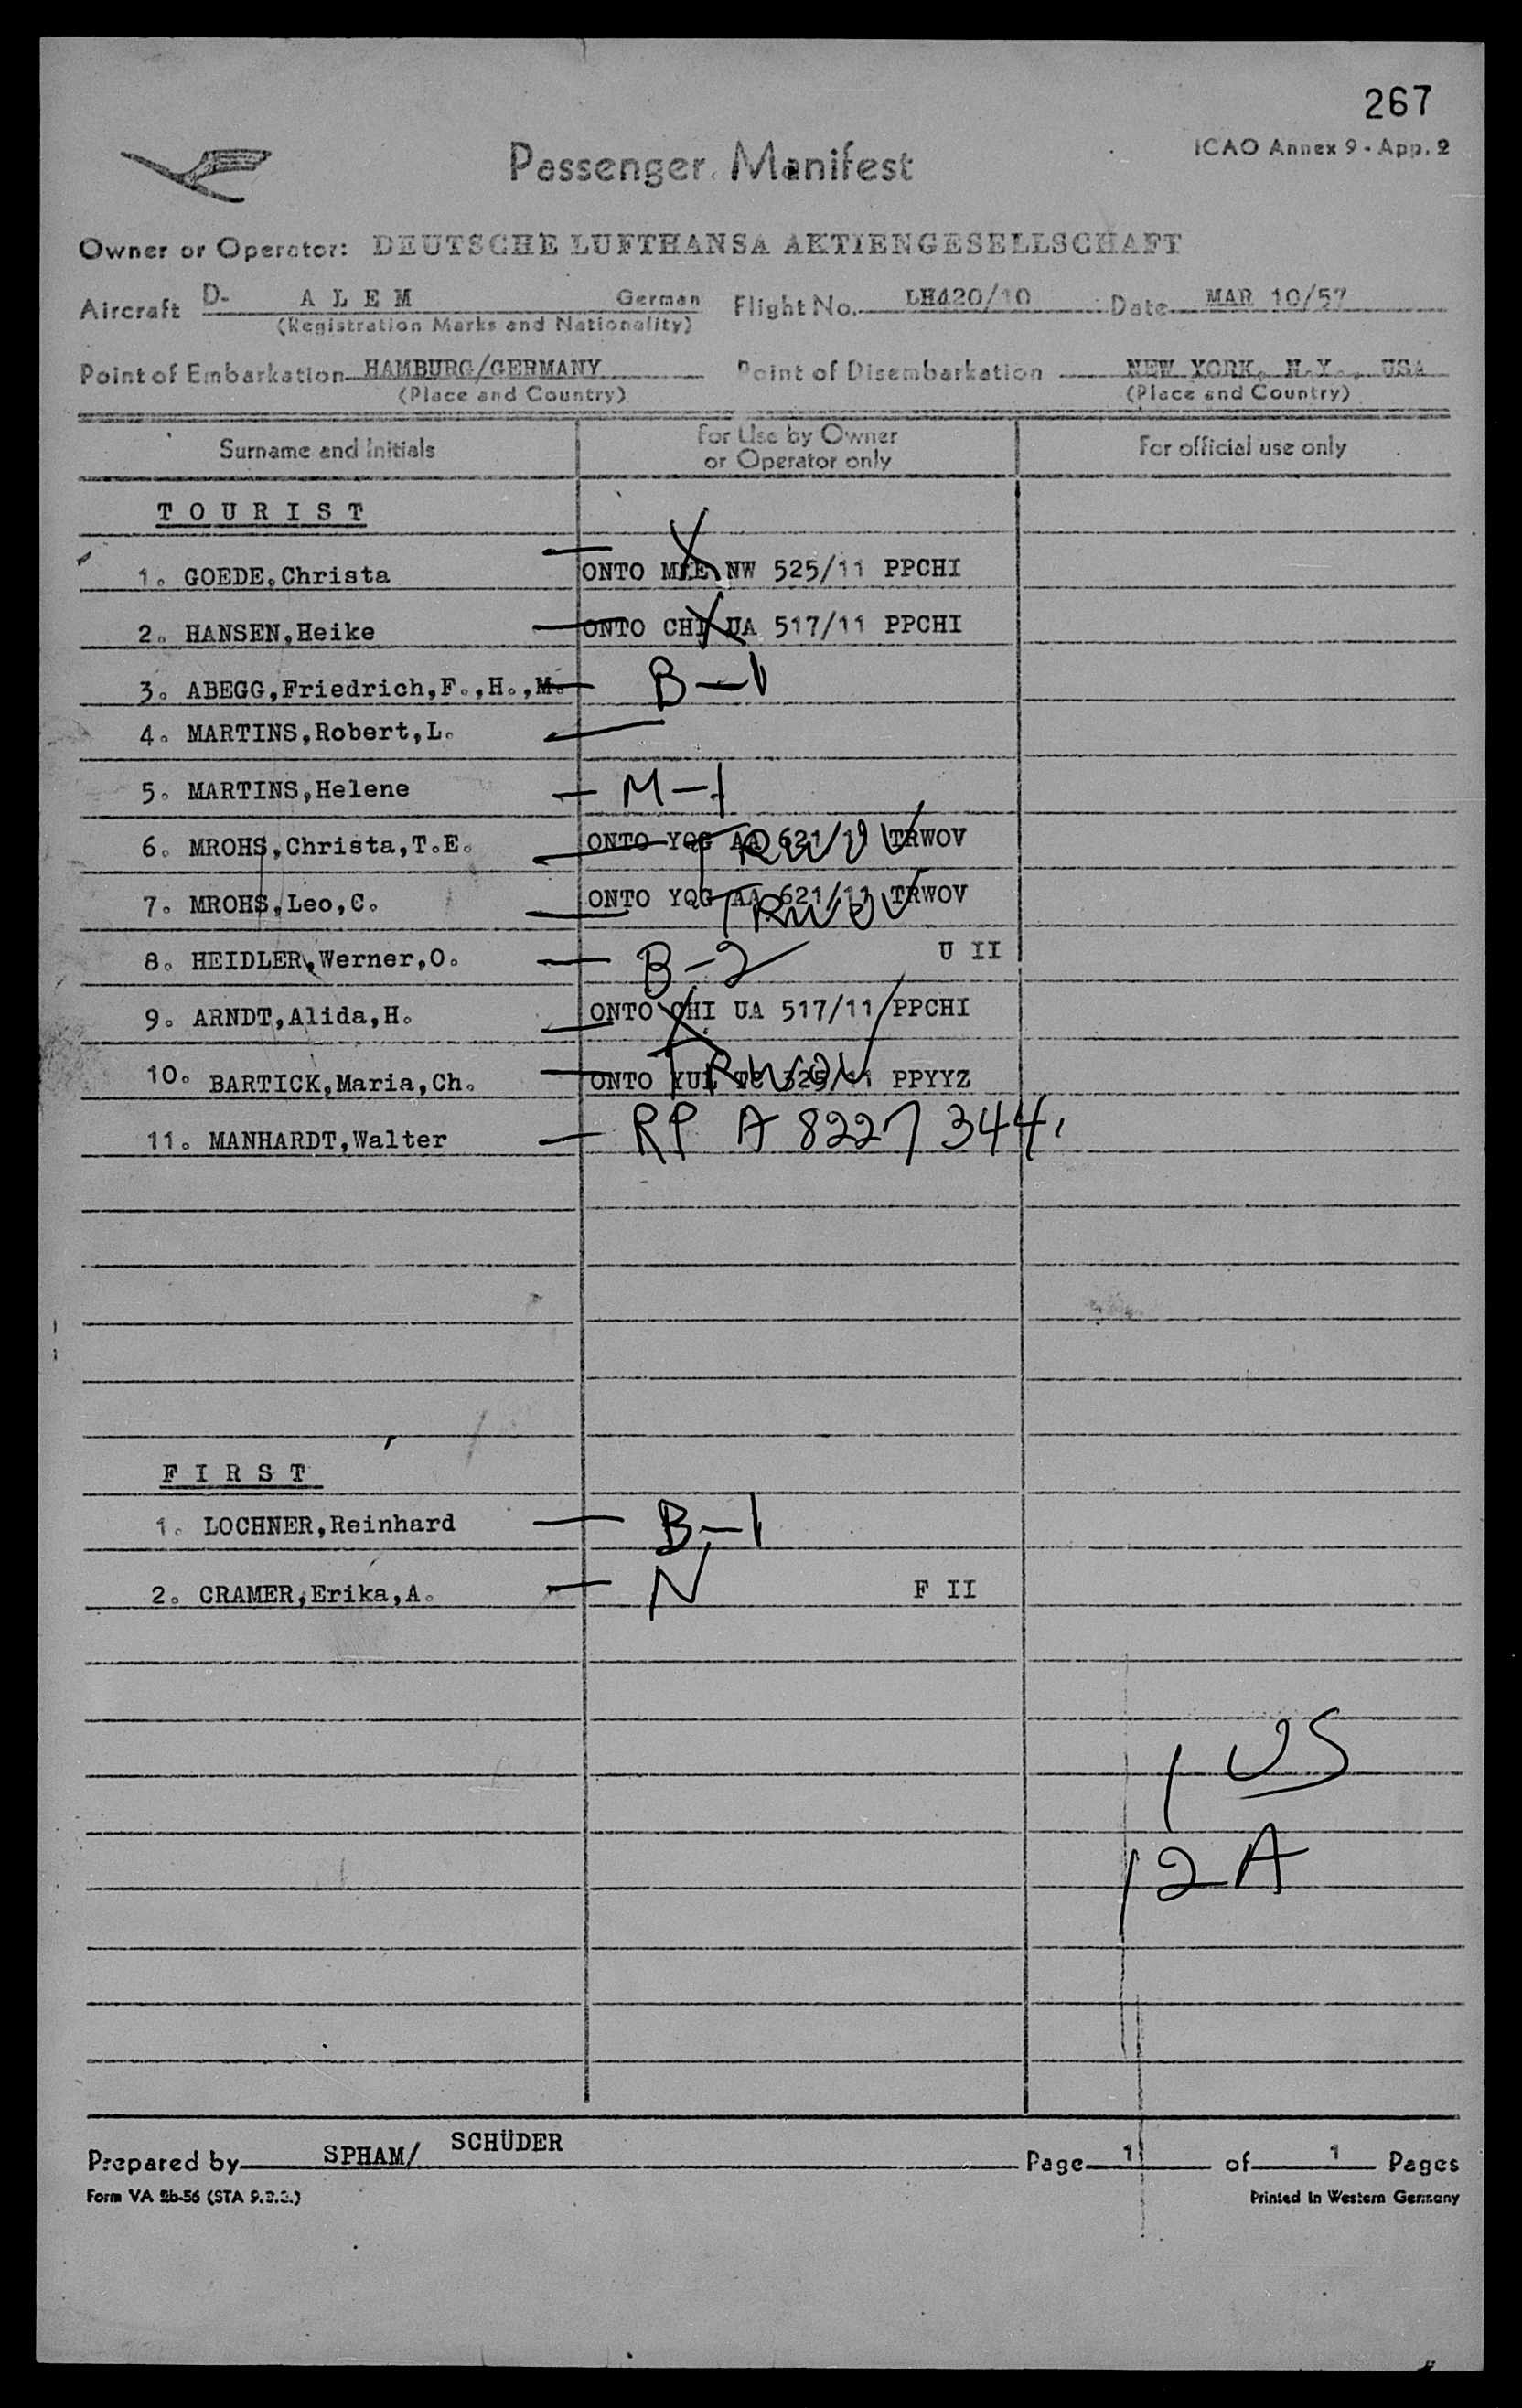 267
ICAO Annex 9 - App. 2
Passenger Manifest
Owner or Operator: DEUTSCHE LUFTHANSA AKTIENGESELLSCHAFT
Aircraft D- A L E M German Flight No. LH420/10 Date MAR 10/57
(Registration Marks and Nationality)
Point of Embarkation HAMBURG/GERMANY Point of Disembarkation NEW YORK, N.Y., USA
(Place and Country) (Place and Country)
Surname and Initials For Use by Owner or Operator only For official use only
T O U R I S T
1. GOEDE,Christa ONTO NW 525/11 PPCHI
2. HANSEN,Heike ONTO CHI UA 517/11 PPCHI
3. ABEGG,Friedrich,F.,H.,M. B-1
4. MARTINS,Robert,L.
5. MARTINS,Helene M-1
6. MROHS,Christa,T.E. ONTO YQG AA 621/11 TRWOV TRWOV
7. MROHS,Leo,C. ONTO YQG AA 621/11 TRWOV TRWOV
8. HEIDLER,Werner,O. B-2 U II
9. ARNDT,Alida,H. ONTO CHI UA 517/11 PPCHI
10. BARTICK,Maria,Ch. ONTO YUL TC 325/11 PPYYZ TRWOV
11. MANHARDT,Walter RP A 8227 344
F I R S T
1. LOCHNER,Reinhard B-1
2. CRAMER,Erika,A. N F II
1 US
12 A
Prepared by SPHAM/ SCHÜDER Page 1 of 1 Pages
Form VA 2b-56 (STA 9.3.2.) Printed in Western Germany